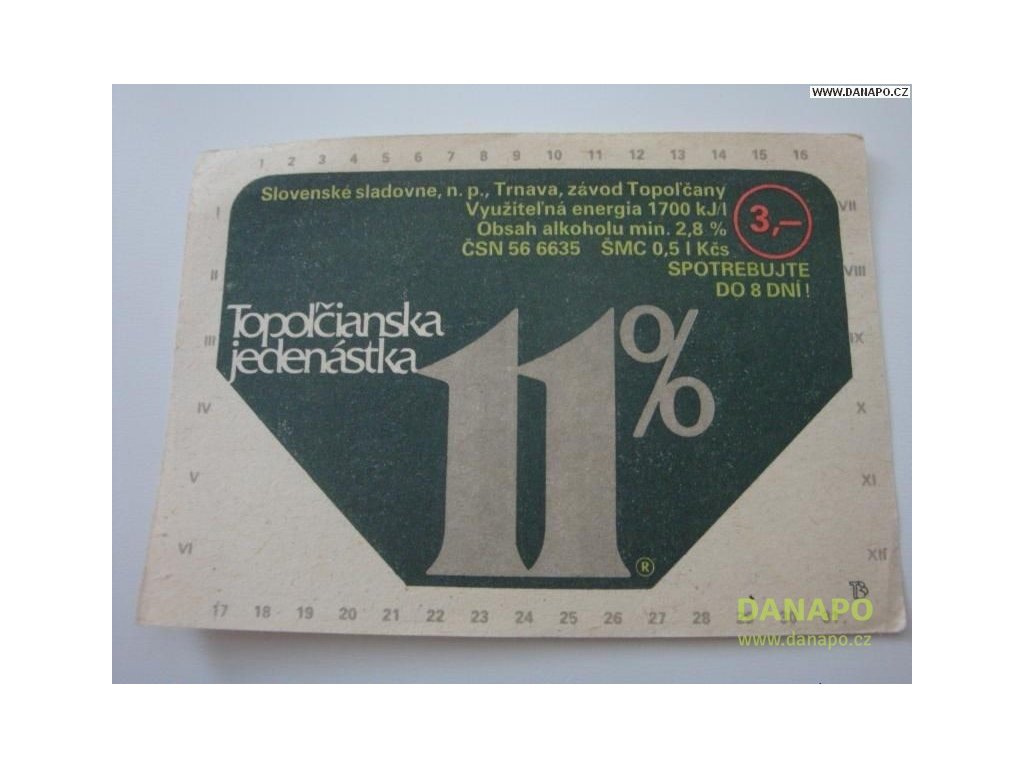 WWW.DANAPO.CZ
1 2 3 4 5 6 7 8 9 10 11 12 13 14 15 16
Slovenské sladovne, n. p., Trnava, závod Topoľčany
Využiteľná energia 1700 kJ/l
Obsah alkoholu min. 2,8 %
ČSN 56 6635 ŠMC 0,5 l Kčs
3,–
SPOTREBUJTE
DO 8 DNÍ!
I VII
II VIII
III IX
IV X
V XI
VI XII
Topoľčianska
jedenástka
11%
®
17 18 19 20 21 22 23 24 25 26 27 28
DANAPO
www.danapo.cz